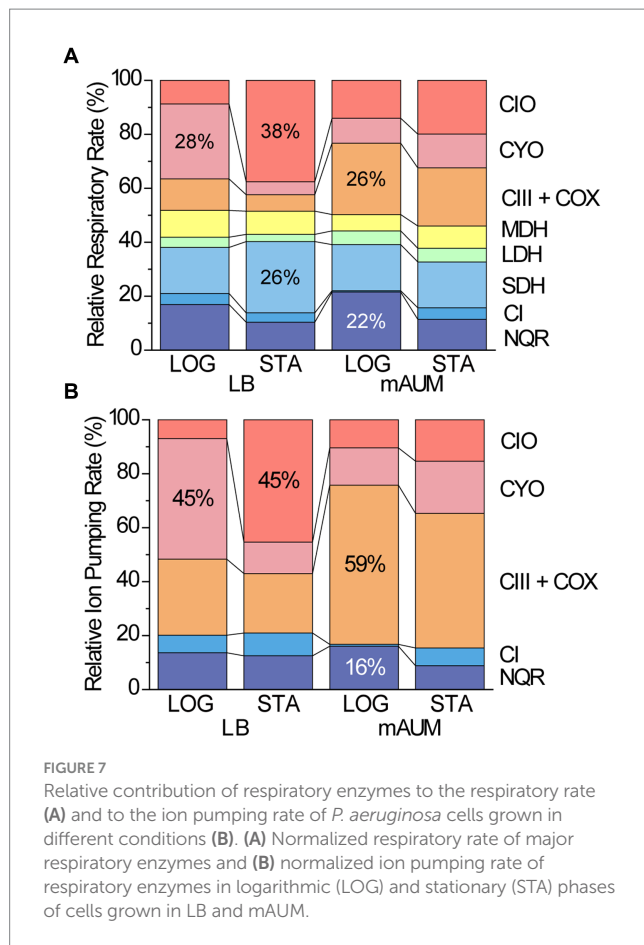 A
Relative Respiratory Rate (%)
100
80
60
40
20
0
28%
38%
26%
26%
22%
CIO
CYO
CIII + COX
MDH
LDH
SDH
CI
NQR
LOG STA LOG STA
LB mAUM
B
Relative Ion Pumping Rate (%)
100
80
60
40
20
0
45%
45%
59%
16%
CIO
CYO
CIII + COX
CI
NQR
LOG STA LOG STA
LB mAUM
FIGURE 7
Relative contribution of respiratory enzymes to the respiratory rate
(A) and to the ion pumping rate of P. aeruginosa cells grown in
different conditions (B). (A) Normalized respiratory rate of major
respiratory enzymes and (B) normalized ion pumping rate of
respiratory enzymes in logarithmic (LOG) and stationary (STA) phases
of cells grown in LB and mAUM.